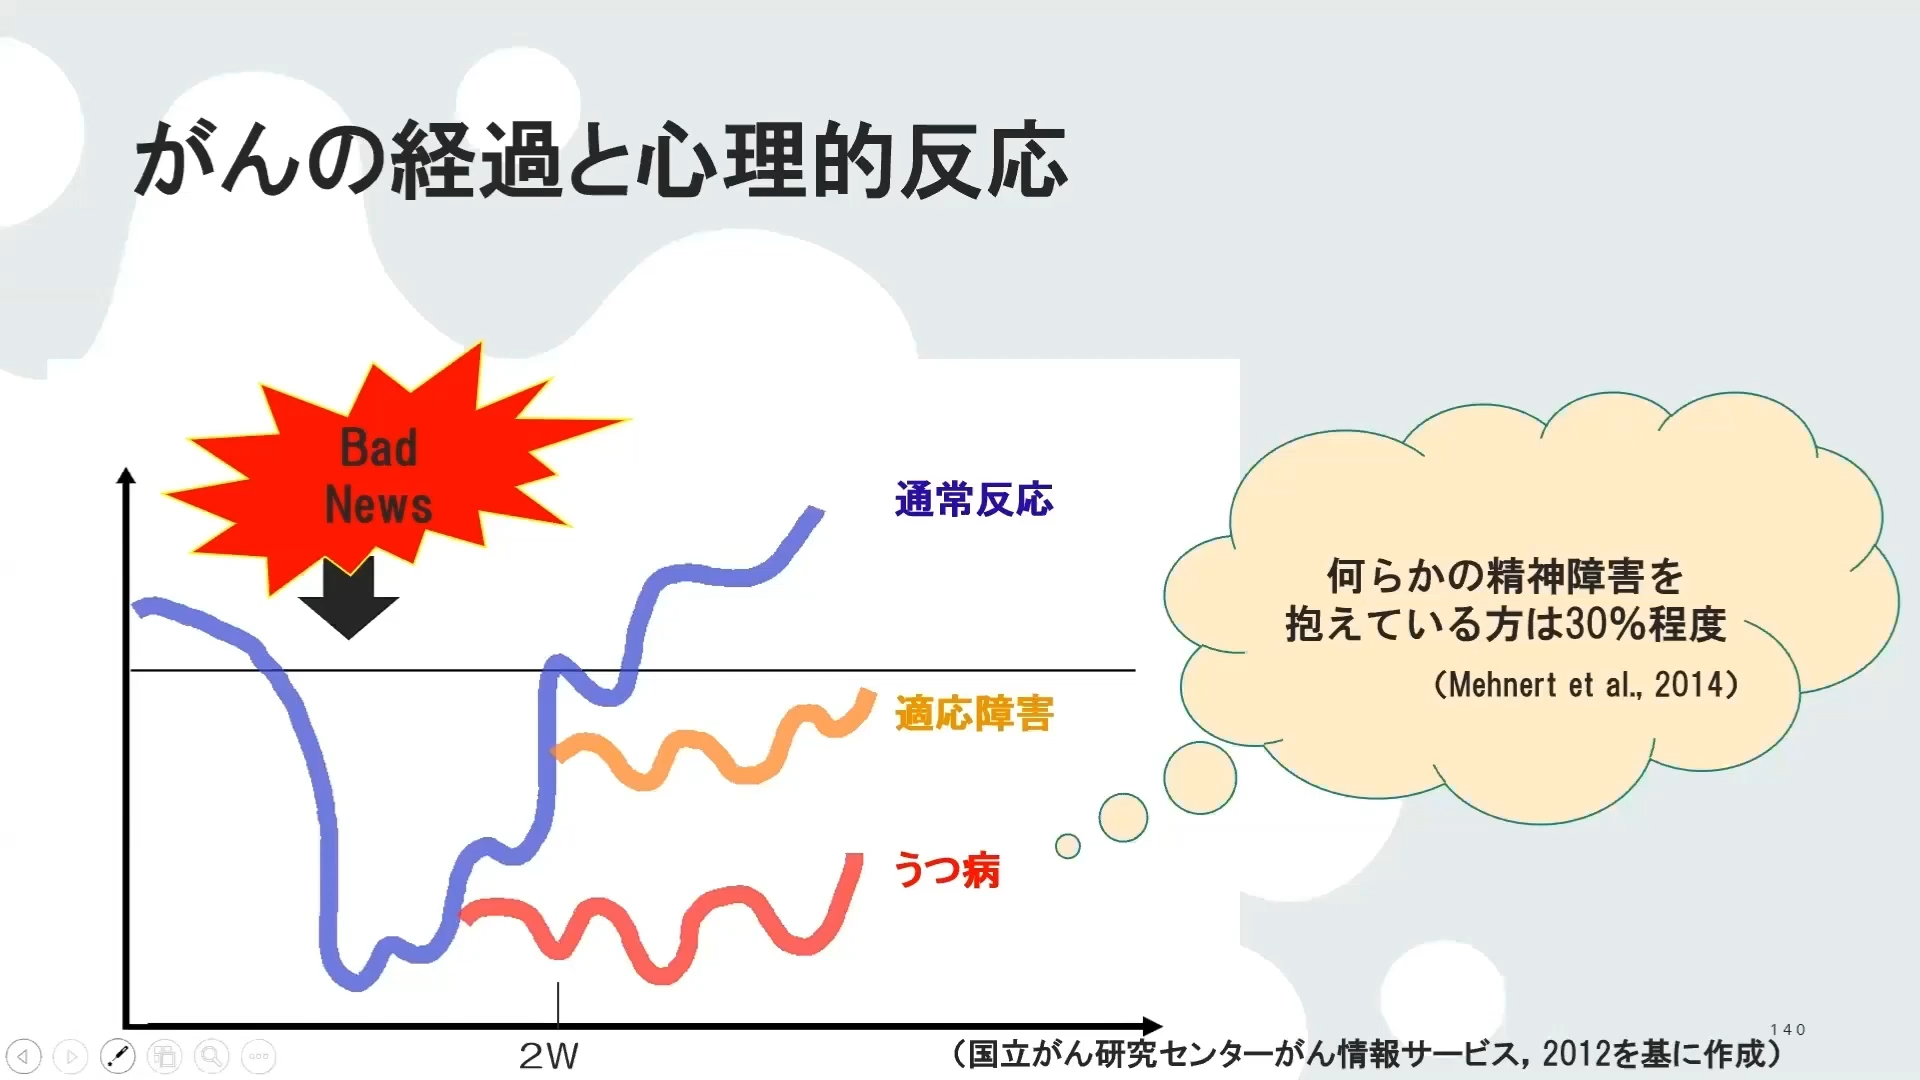 がんの経過と心理的反応
Bad
News
通常反応
何らかの精神障害を
抱えている方は30%程度
（Mehnert et al., 2014）
適応障害
うつ病
2W
（国立がん研究センターがん情報サービス, 2012を基に作成）
140